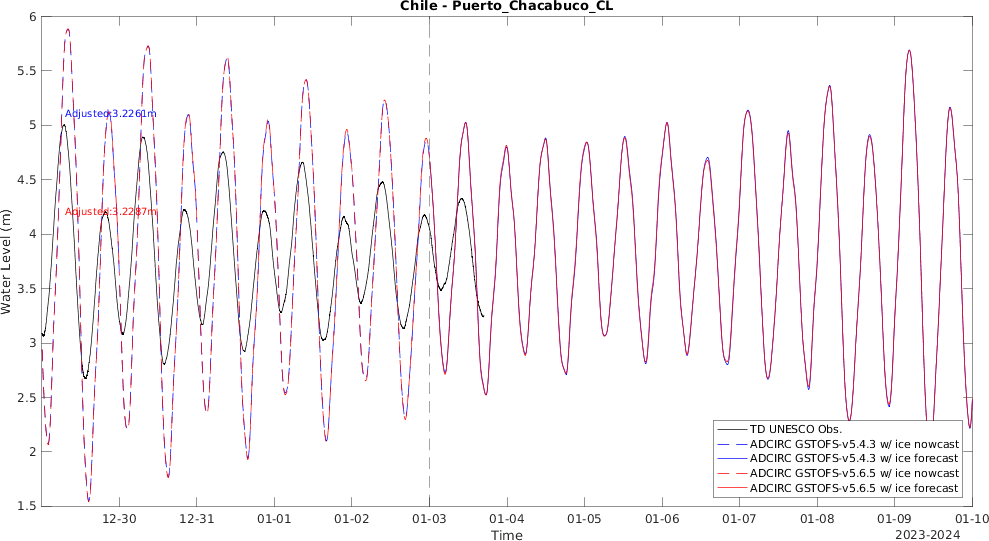 Chile - Puerto_Chacabuco_CL
Water Level (m)
6
5.5
5
4.5
4
3.5
3
2.5
2
1.5
Adjusted:3.2261m
Adjusted:3.2287m
TD UNESCO Obs.
ADCIRC GSTOFS-v5.4.3 w/ ice nowcast
ADCIRC GSTOFS-v5.4.3 w/ ice forecast
ADCIRC GSTOFS-v5.6.5 w/ ice nowcast
ADCIRC GSTOFS-v5.6.5 w/ ice forecast
12-30 12-31 01-01 01-02 01-03 01-04 01-05 01-06 01-07 01-08 01-09 01-10
Time
2023-2024